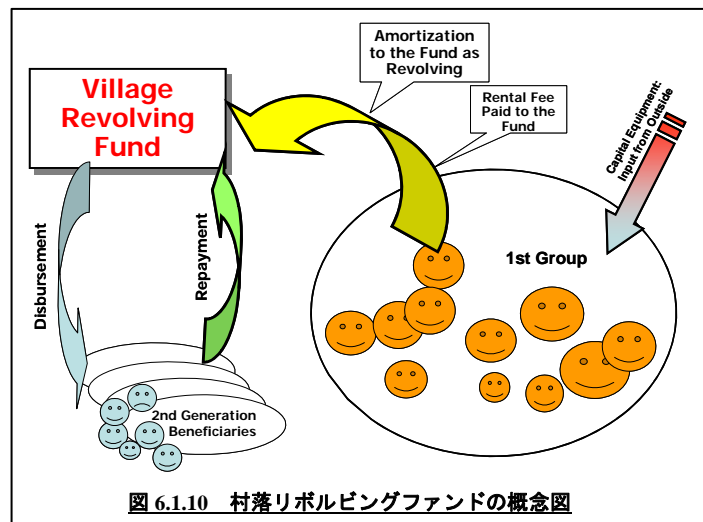 Village
Revolving
Fund
Amortization
to the Fund as
Revolving
Rental Fee
Paid to the
Fund
Capital Equipment:
Input from Outside
1st Group
Disbursement
Repayment
2nd Generation
Beneficiaries
図 6.1.10 村落リボルビングファンドの概念図